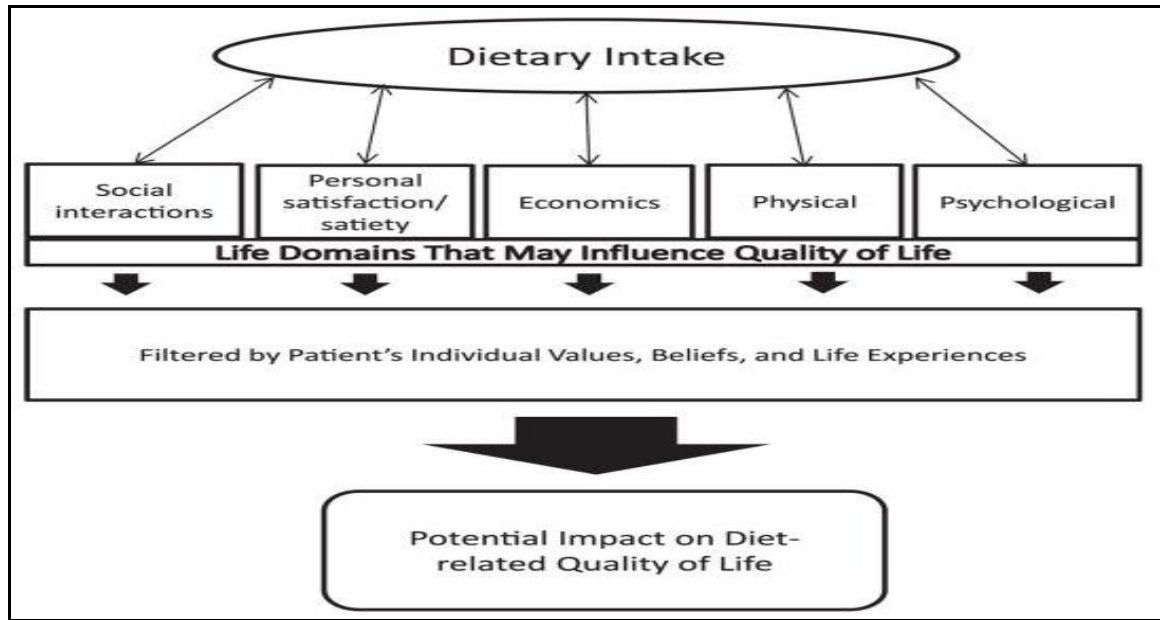 Dietary Intake
Social
interactions
Personal
satisfaction/
satiety
Economics
Physical
Psychological
Life Domains That May Influence Quality of Life
Filtered by Patient’s Individual Values, Beliefs, and Life Experiences
Potential Impact on Diet-
related Quality of Life